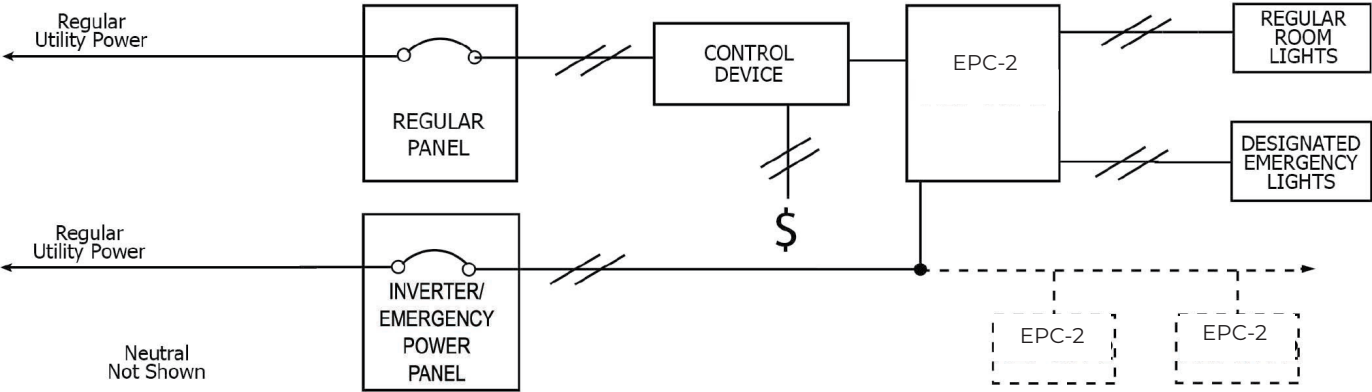 Regular
Utility Power
REGULAR
PANEL
CONTROL
DEVICE
$
EPC-2
REGULAR
ROOM
LIGHTS
DESIGNATED
EMERGENCY
LIGHTS
Regular
Utility Power
INVERTER/
EMERGENCY
POWER
PANEL
Neutral
Not Shown
EPC-2
EPC-2